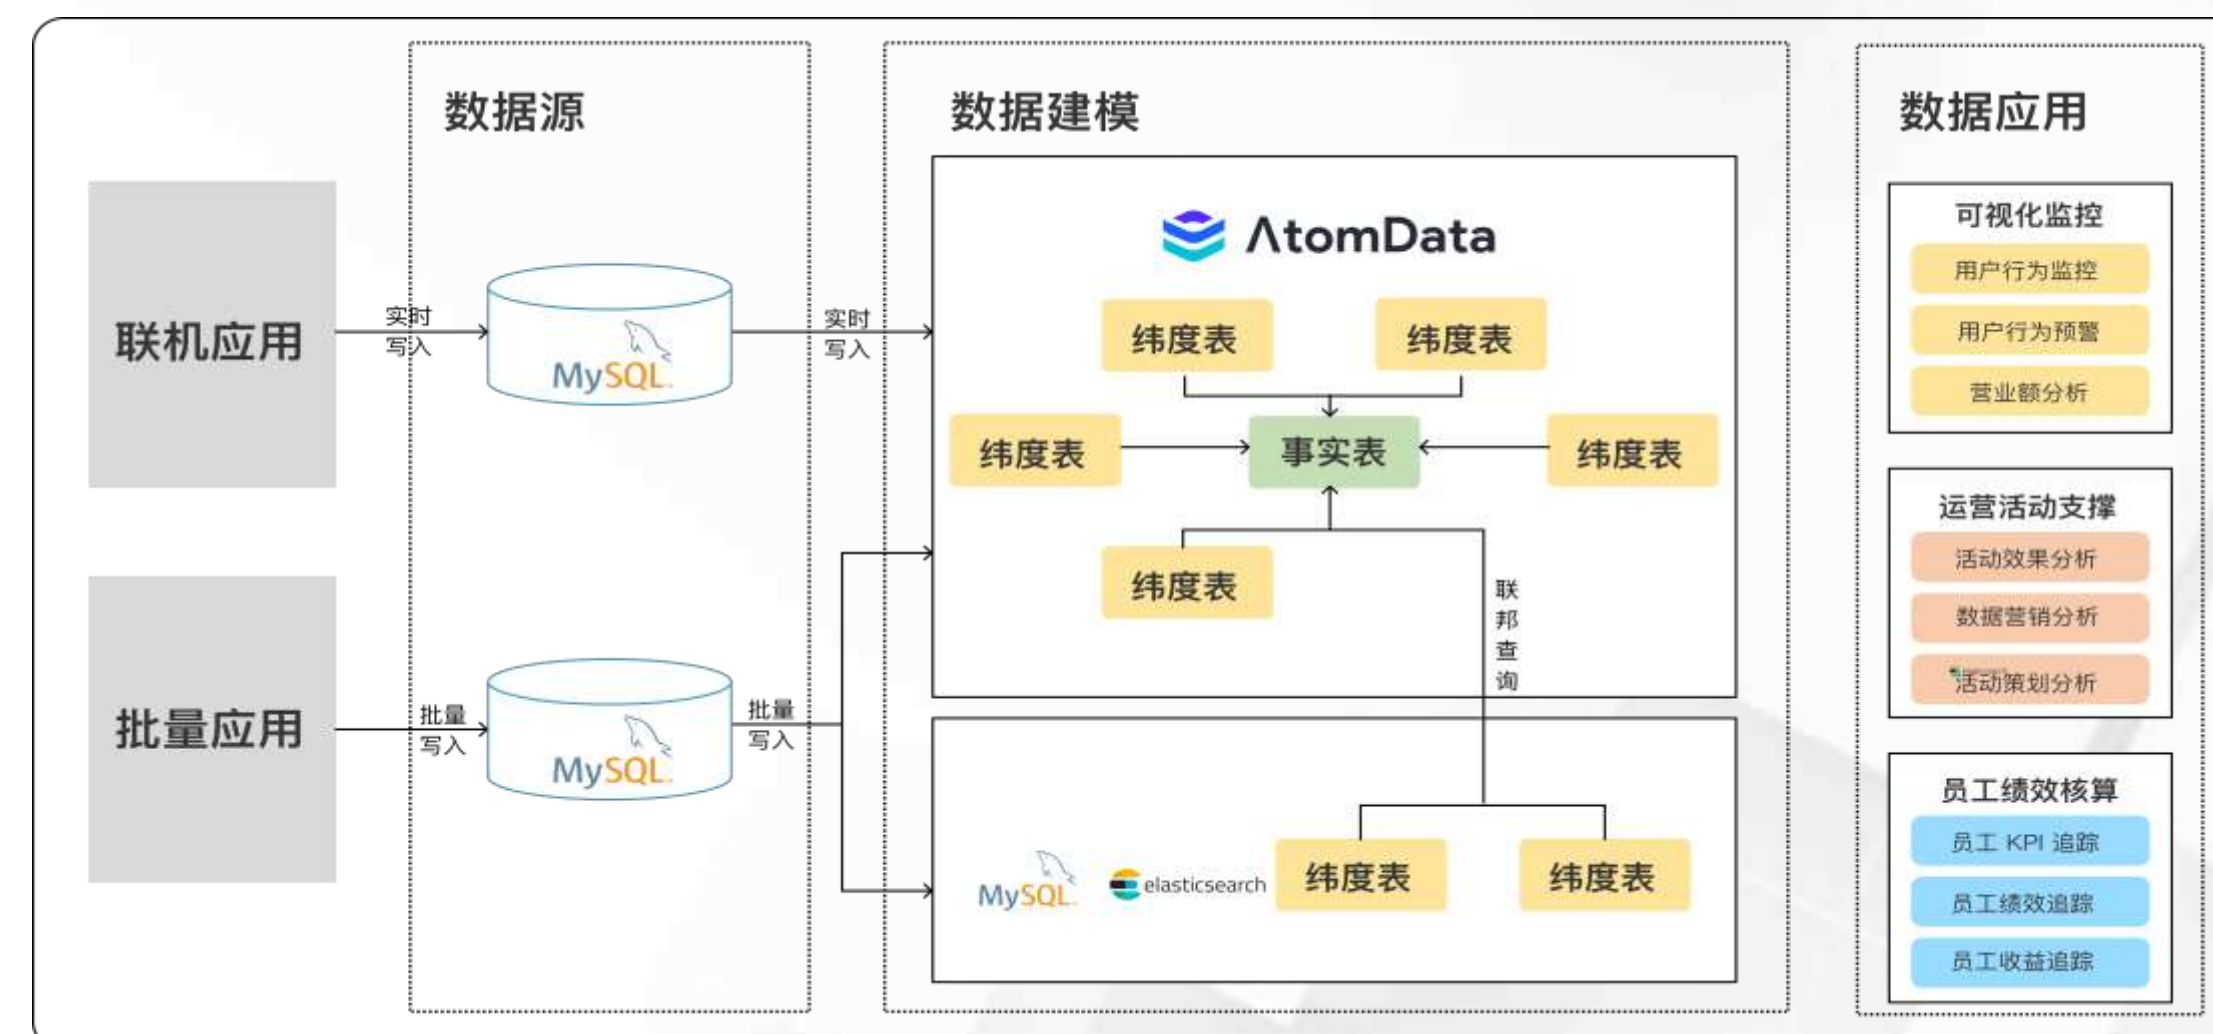 数据源
数据建模
数据应用
联机应用
实时
写入
MySQL
实时
写入
AtomData
纬度表
纬度表
纬度表
事实表
纬度表
纬度表
联
邦
查
询
批量应用
批量
写入
MySQL
批量
写入
MySQL
elasticsearch
纬度表
纬度表
可视化监控
用户行为监控
用户行为预警
营业额分析
运营活动支撑
活动效果分析
数据营销分析
活动策划分析
员工绩效核算
员工 KPI 追踪
员工绩效追踪
员工收益追踪